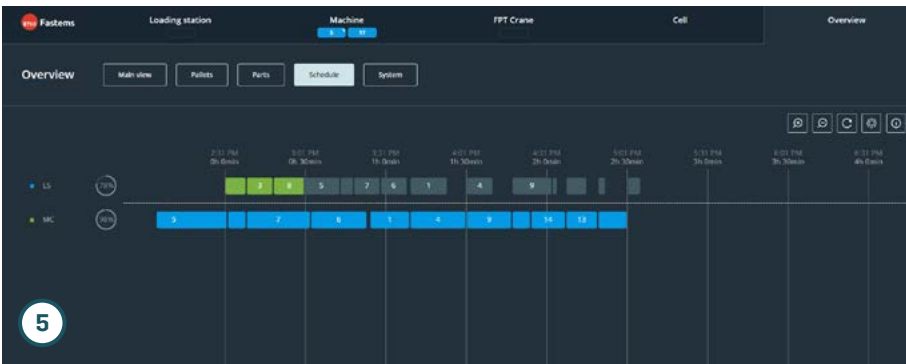 Fastems
Loading station
Machine
FPT Crane
Cell
Overview
5 17
Overview
Main view
Pallets
Parts
Schedule
System
2:31 PM 3:01 PM 3:31 PM 4:01 PM 4:31 PM 5:01 PM 5:31 PM 6:01 PM 6:31 PM
0h 0min 0h 30min 1h 0min 1h 30min 2h 0min 2h 30min 3h 0min 3h 30min 4h 0min
LS 78% 3 8 5 7 6 1 4 9
MC 98% 5 7 6 1 4 9 14 13
5